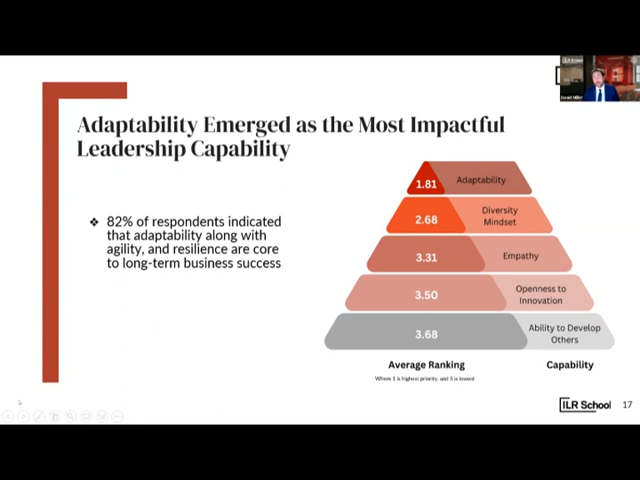 Adaptability Emerged as the Most Impactful
Leadership Capability
❖ 82% of respondents indicated
that adaptability along with
agility, and resilience are core
to long-term business success
1.81 Adaptability
2.68 Diversity
Mindset
3.31 Empathy
3.50 Openness to
Innovation
3.68 Ability to Develop
Others
Average Ranking Capability
Where 1 is highest priority, and 5 is lowest
ILR School 17
ILR School